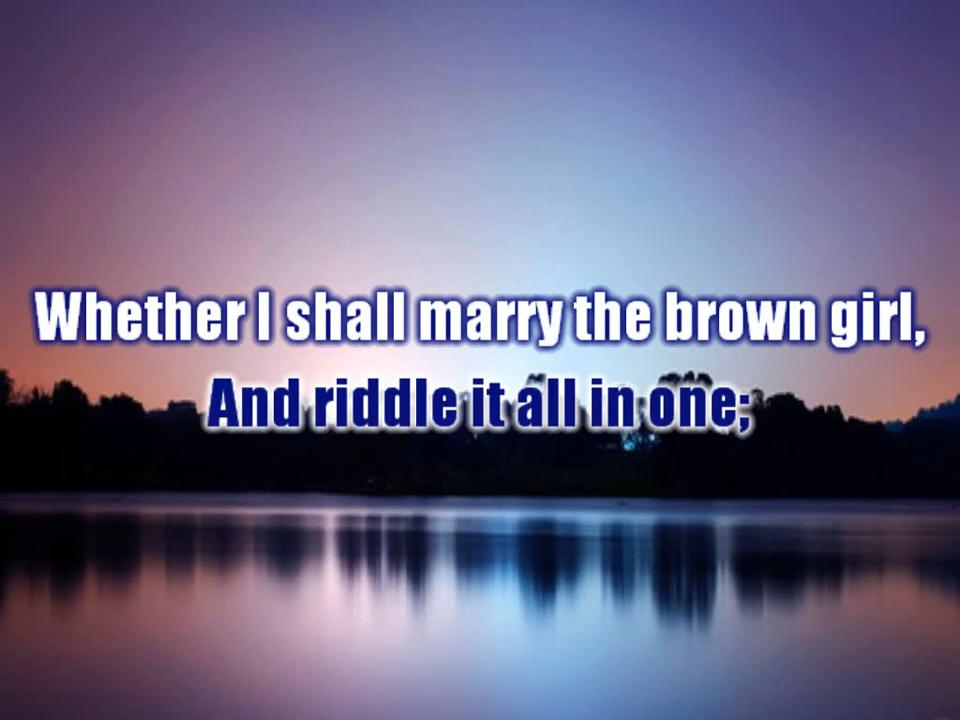 Whether I shall marry the brown girl,
And riddle it all in one;